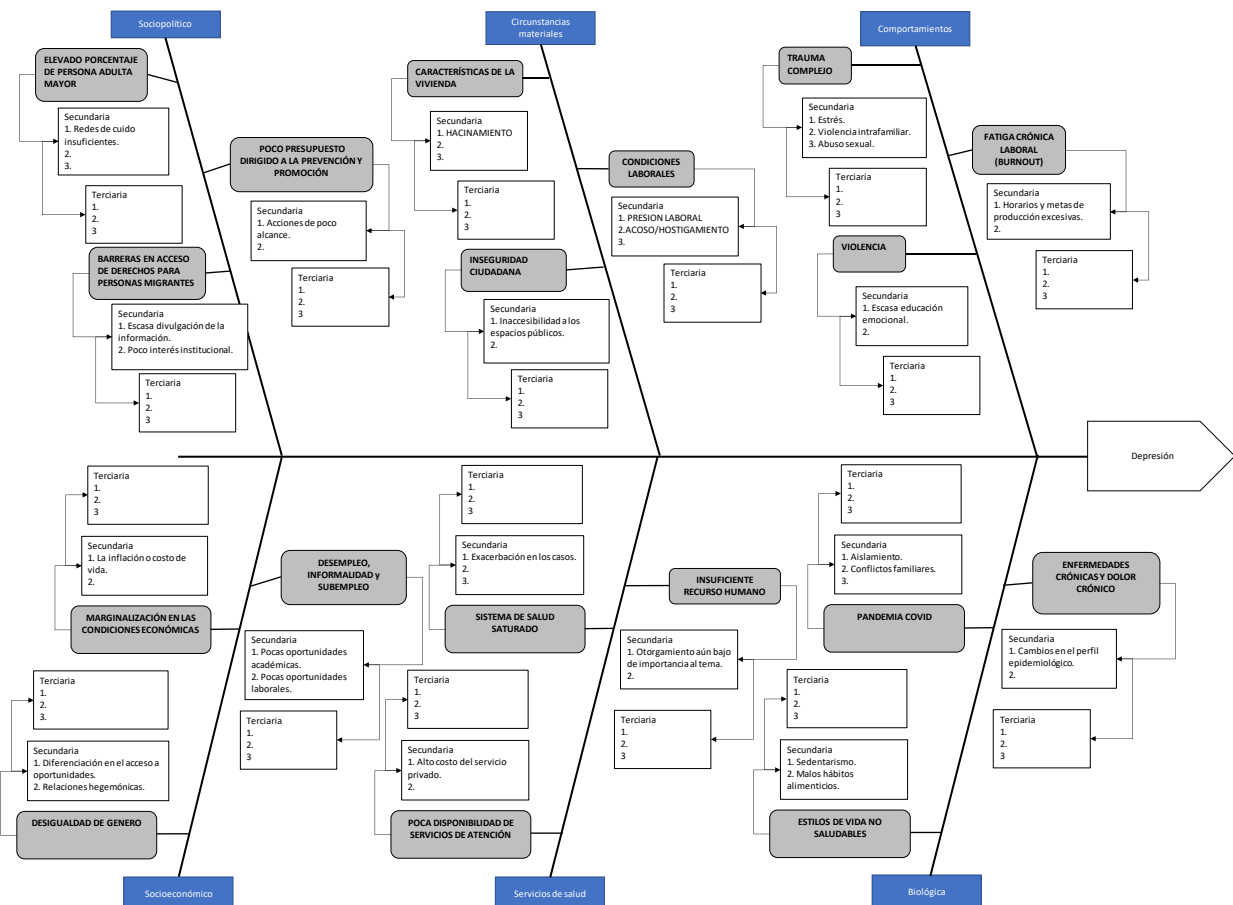 Sociopolítico
ELEVADO PORCENTAJE
DE PERSONA ADULTA
MAYOR
Secundaria
1. Redes de cuido
insuficientes.
2.
3.
Terciaria
1.
2.
3
POCO PRESUPUESTO
DIRIGIDO A LA PREVENCIÓN Y
PROMOCIÓN
Secundaria
1. Acciones de poco
alcance.
2.
Terciaria
1.
2.
3
BARRERAS EN ACCESO
DE DERECHOS PARA
PERSONAS MIGRANTES
Secundaria
1. Escasa divulgación de la
información.
2. Poco interés institucional.
Terciaria
1.
2.
3
Circunstancias
materiales
CARACTERÍSTICAS DE LA
VIVIENDA
Secundaria
1. HACINAMIENTO
2.
3.
Terciaria
1.
2.
3
CONDICIONES
LABORALES
Secundaria
1. PRESION LABORAL
2.ACOSO/HOSTIGAMIENTO
3.
Terciaria
1.
2.
3
INSEGURIDAD
CIUDADANA
Secundaria
1. Inaccesibilidad a los
espacios públicos.
2.
Terciaria
1.
2.
3
Comportamientos
TRAUMA
COMPLEJO
Secundaria
1. Estrés.
2. Violencia intrafamiliar.
3. Abuso sexual.
Terciaria
1.
2.
3
FATIGA CRÓNICA
LABORAL
(BURNOUT)
Secundaria
1. Horarios y metas de
producción excesivas.
2.
Terciaria
1.
2.
3
VIOLENCIA
Secundaria
1. Escasa educación
emocional.
2.
Terciaria
1.
2.
3
Depresión
Terciaria
1.
2.
3
Secundaria
1. La inflación o costo de
vida.
2.
MARGINALIZACIÓN EN LAS
CONDICIONES ECONÓMICAS
DESEMPLEO,
INFORMALIDAD y
SUBEMPLEO
Secundaria
1. Pocas oportunidades
académicas.
2. Pocas oportunidades
laborales.
Terciaria
1.
2.
3
Terciaria
1.
2.
3.
Secundaria
1. Diferenciación en el acceso a
oportunidades.
2. Relaciones hegemónicas.
DESIGUALDAD DE GENERO
Socioeconómico
Terciaria
1.
2.
3
Secundaria
1. Exacerbación en los casos.
2.
3.
SISTEMA DE SALUD
SATURADO
INSUFICIENTE
RECURSO HUMANO
Secundaria
1. Otorgamiento aún bajo
de importancia al tema.
2.
Terciaria
1.
2.
3
Terciaria
1.
2.
3
Secundaria
1. Alto costo del servicio
privado.
2.
POCA DISPONIBILIDAD DE
SERVICIOS DE ATENCIÓN
Servicios de salud
Terciaria
1.
2.
3
Secundaria
1. Aislamiento.
2. Conflictos familiares.
3.
PANDEMIA COVID
ENFERMEDADES
CRÓNICAS Y DOLOR
CRÓNICO
Secundaria
1. Cambios en el perfil
epidemiológico.
2.
Terciaria
1.
2.
3
Terciaria
1.
2.
3
Secundaria
1. Sedentarismo.
2. Malos hábitos
alimenticios.
ESTILOS DE VIDA NO
SALUDABLES
Biológica